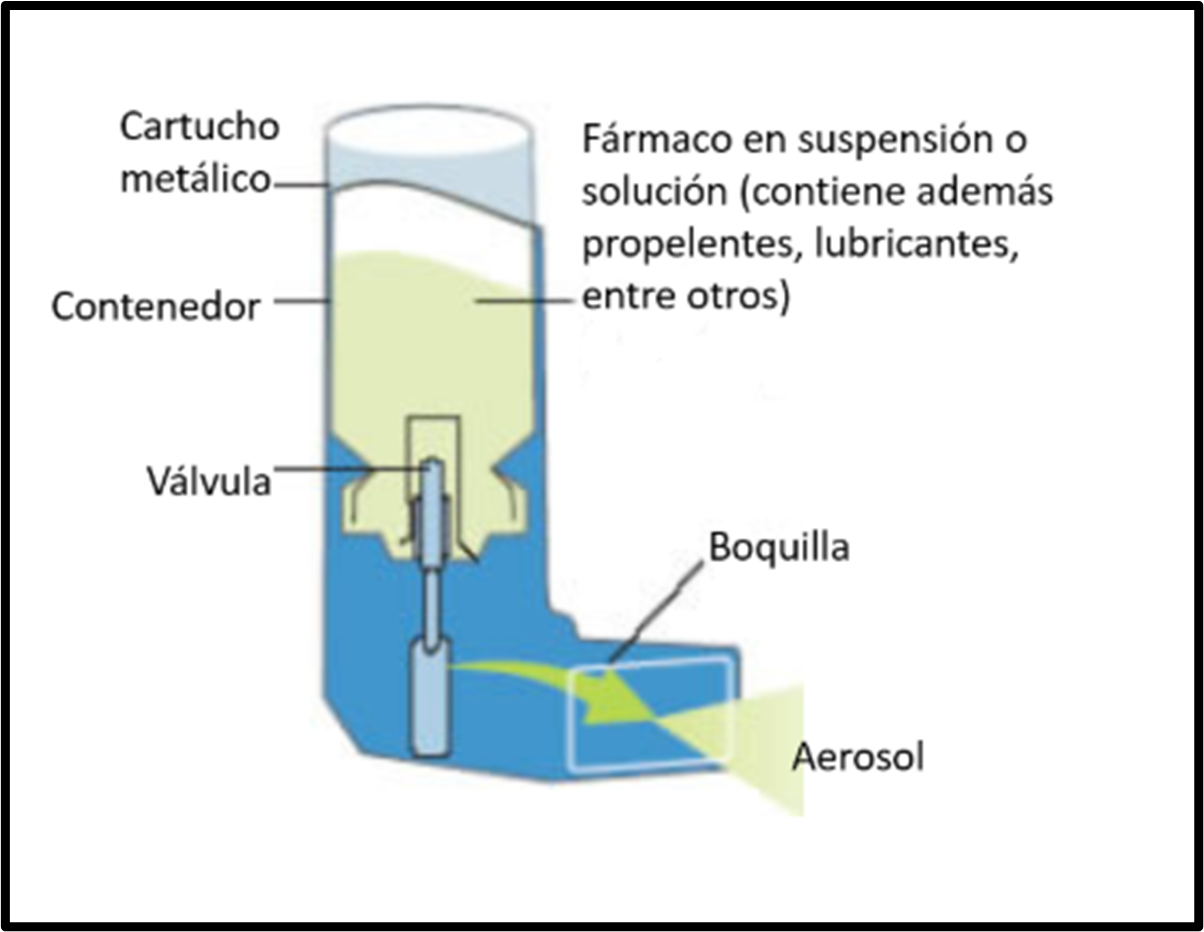 Cartucho
metálico
Fármaco en suspensión o
solución (contiene además
propelentes, lubricantes,
entre otros)
Contenedor
Válvula
Boquilla
Aerosol